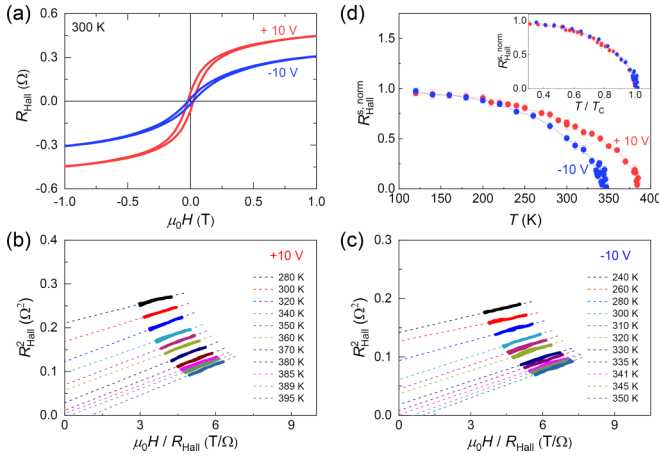 (a)
300 K
+ 10 V
-10 V
R_Hall (Ω)
0.6
0.3
0.0
-0.3
-0.6
-1.0 -0.5 0.0 0.5 1.0
μ₀H (T)
(d)
R_Hall^s, norm
1.5
1.0
0.5
0.0
100 150 200 250 300 350 400
T (K)
+ 10 V
-10 V
R_Hall^s, norm
1.0
0.5
0.0
0.4 0.6 0.8 1.0
T / T_C
(b)
+10 V
R²_Hall (Ω²)
0.4
0.3
0.2
0.1
0.0
0 3 6 9
μ₀H / R_Hall (T/Ω)
280 K
300 K
320 K
340 K
350 K
360 K
370 K
380 K
385 K
389 K
395 K
(c)
-10 V
R²_Hall (Ω²)
0.3
0.2
0.1
0.0
0 3 6 9
μ₀H / R_Hall (T/Ω)
240 K
260 K
280 K
300 K
310 K
320 K
330 K
335 K
341 K
345 K
350 K